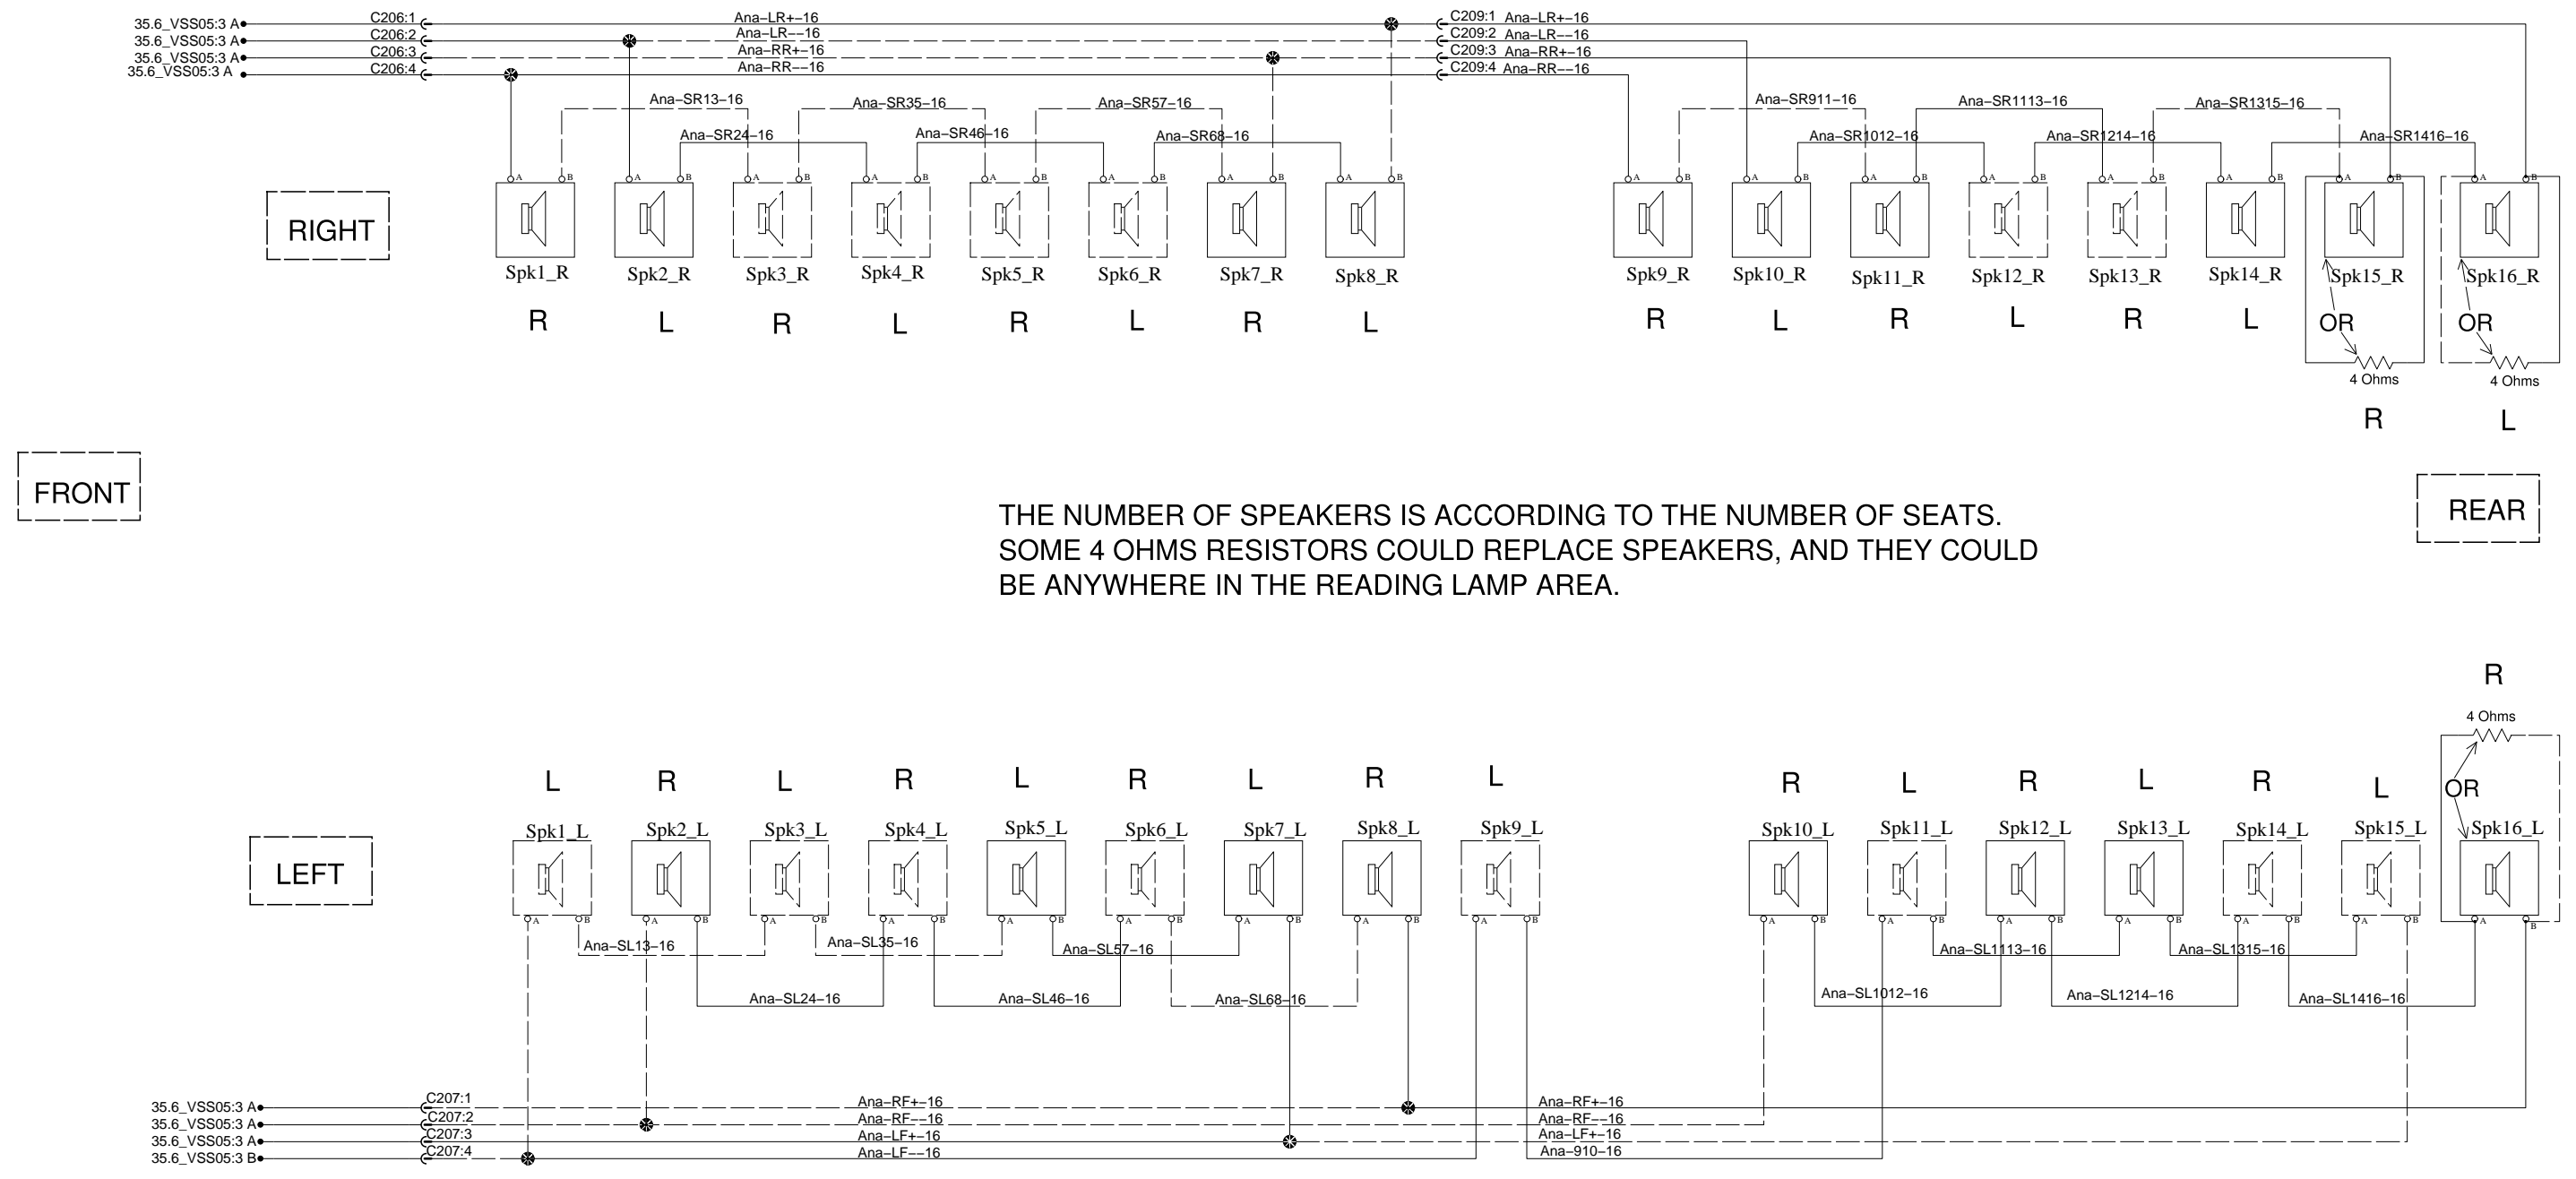 35.6_VSS05:3 A C206:1 Ana-LR+-16 C209:1 Ana-LR+-16
35.6_VSS05:3 A C206:2 Ana-LR--16 C209:2 Ana-LR--16
35.6_VSS05:3 A C206:3 Ana-RR+-16 C209:3 Ana-RR+-16
35.6_VSS05:3 A C206:4 Ana-RR--16 C209:4 Ana-RR--16
Ana-SR13-16 Ana-SR35-16 Ana-SR57-16 Ana-SR911-16 Ana-SR1113-16 Ana-SR1315-16
Ana-SR24-16 Ana-SR46-16 Ana-SR68-16 Ana-SR1012-16 Ana-SR1214-16 Ana-SR1416-16
A B A B A B A B A B A B A B A B A B A B A B A B A B A B A B A B
RIGHT
Spk1_R Spk2_R Spk3_R Spk4_R Spk5_R Spk6_R Spk7_R Spk8_R Spk9_R Spk10_R Spk11_R Spk12_R Spk13_R Spk14_R Spk15_R Spk16_R
R L R L R L R L R L R L R L OR OR
4 Ohms 4 Ohms
R L
FRONT
REAR
THE NUMBER OF SPEAKERS IS ACCORDING TO THE NUMBER OF SEATS.
SOME 4 OHMS RESISTORS COULD REPLACE SPEAKERS, AND THEY COULD
BE ANYWHERE IN THE READING LAMP AREA.
R
4 Ohms
L R L R L R L R L R L R L R L OR
Spk1_L Spk2_L Spk3_L Spk4_L Spk5_L Spk6_L Spk7_L Spk8_L Spk9_L Spk10_L Spk11_L Spk12_L Spk13_L Spk14_L Spk15_L Spk16_L
LEFT
A B A B A B A B A B A B A B A B A B A B A B A B A B A B A B A B
Ana-SL13-16 Ana-SL35-16 Ana-SL57-16 Ana-SL1113-16 Ana-SL1315-16
Ana-SL24-16 Ana-SL46-16 Ana-SL68-16 Ana-SL1012-16 Ana-SL1214-16 Ana-SL1416-16
35.6_VSS05:3 A C207:1 Ana-RF+-16 Ana-RF+-16
35.6_VSS05:3 A C207:2 Ana-RF--16 Ana-RF--16
35.6_VSS05:3 A C207:3 Ana-LF+-16 Ana-LF+-16
35.6_VSS05:3 B C207:4 Ana-LF--16 Ana-910-16